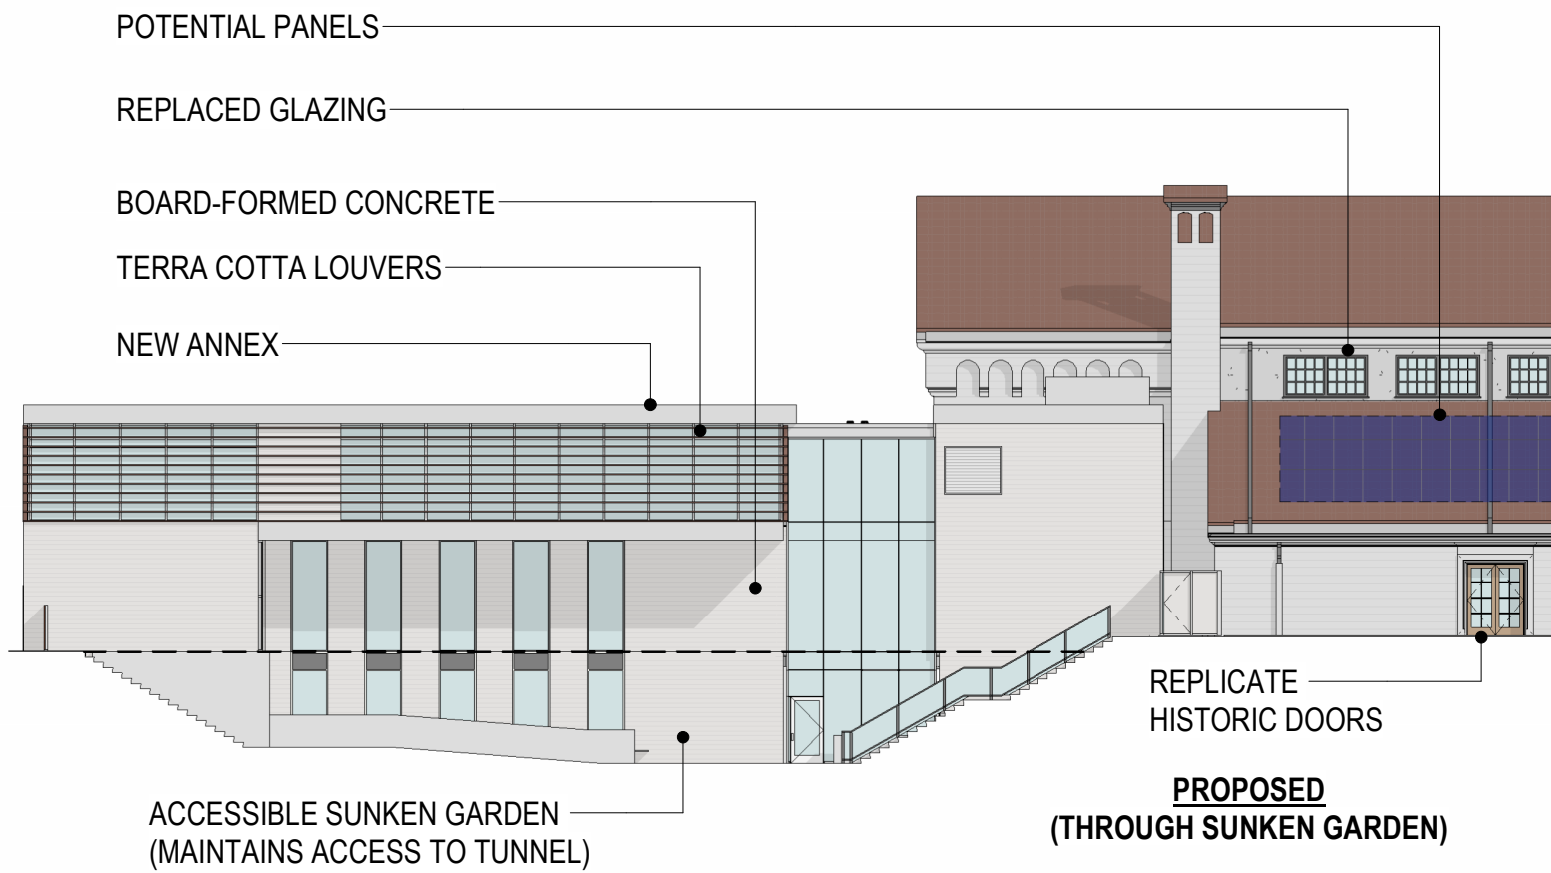 POTENTIAL PANELS
REPLACED GLAZING
BOARD-FORMED CONCRETE
TERRA COTTA LOUVERS
NEW ANNEX
REPLICATE
HISTORIC DOORS
PROPOSED
(THROUGH SUNKEN GARDEN)
ACCESSIBLE SUNKEN GARDEN
(MAINTAINS ACCESS TO TUNNEL)